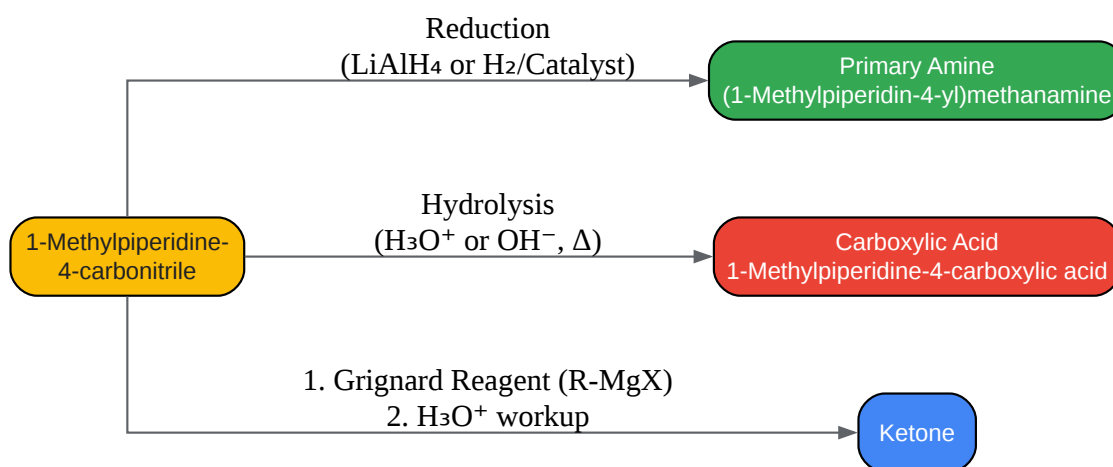 Reduction
(LiAlH₄ or H₂/Catalyst)
Primary Amine
(1-Methylpiperidin-4-yl)methanamine
1-Methylpiperidine-
4-carbonitrile
Hydrolysis
(H₃O⁺ or OH⁻, Δ)
Carboxylic Acid
1-Methylpiperidine-4-carboxylic acid
1. Grignard Reagent (R-MgX)
2. H₃O⁺ workup
Ketone